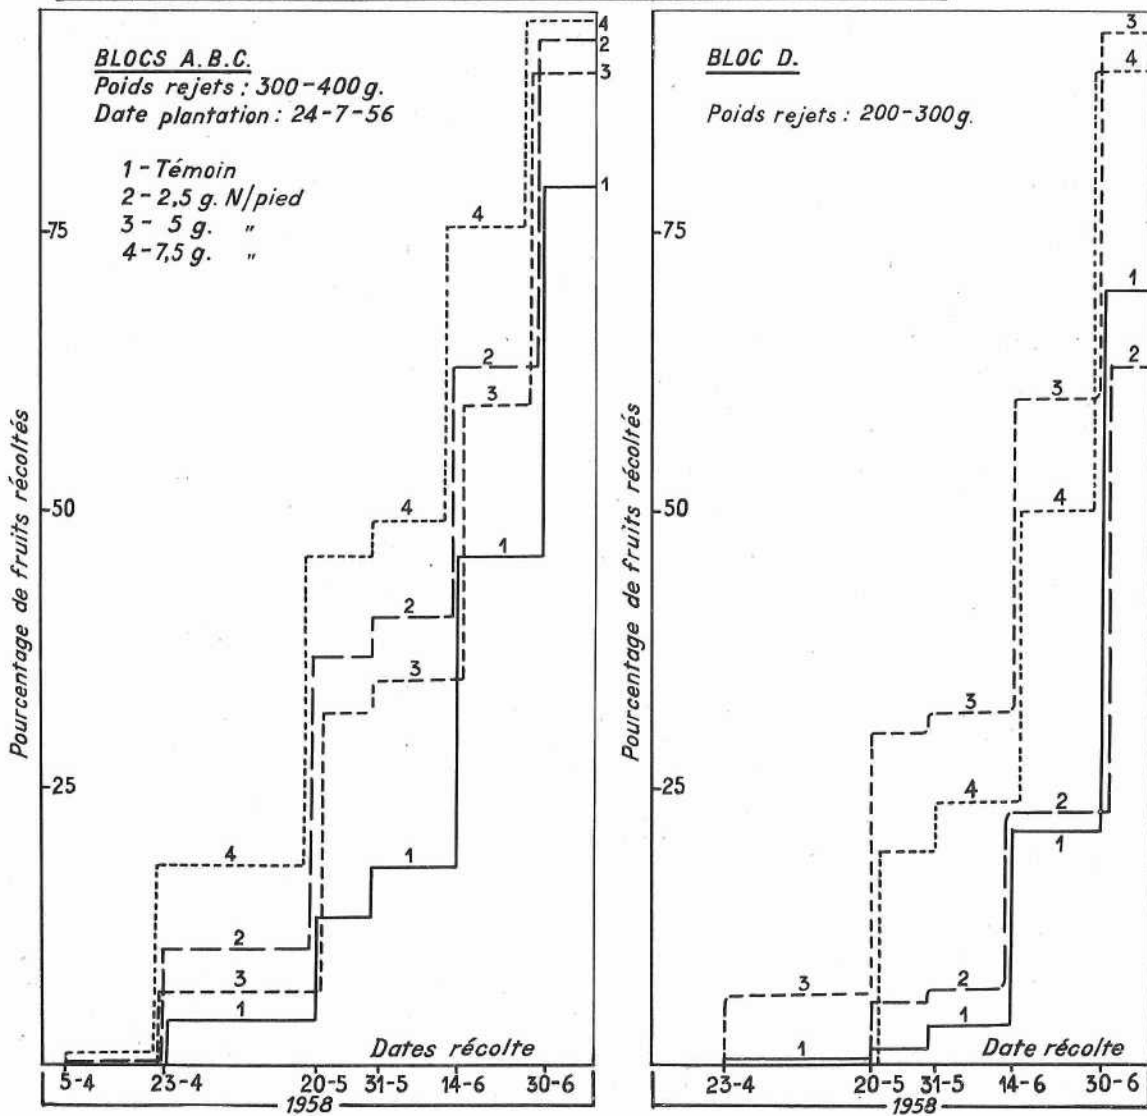 BLOCS A.B.C.
Poids rejets : 300-400 g.
Date plantation : 24-7-56
1 - Témoin
2 - 2,5 g. N/pied
3 - 5 g. "
4 - 7,5 g. "
Pourcentage de fruits récoltés
75
50
25
4
2
3
1
4
2
3
1
4
2
3
1
4
2
3
1
Dates récolte
5-4 23-4 20-5 31-5 14-6 30-6
1958
BLOC D.
Poids rejets : 200-300 g.
Pourcentage de fruits récoltés
75
50
25
3
4
1
2
3
4
2
1
3
4
2
1
3
1
Date récolte
23-4 20-5 31-5 14-6 30-6
1958